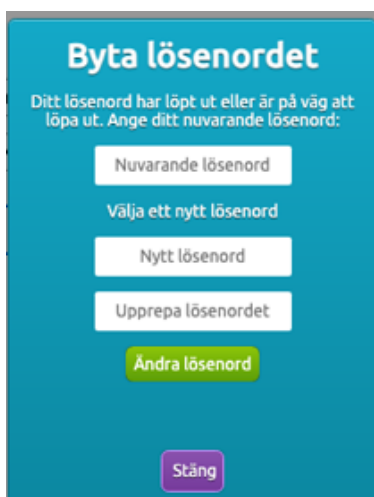 Byta lösenordet
Ditt lösenord har löpt ut eller är på väg att
löpa ut. Ange ditt nuvarande lösenord:
Nuvarande lösenord
Välja ett nytt lösenord
Nytt lösenord
Upprepa lösenordet
Ändra lösenord
Stäng